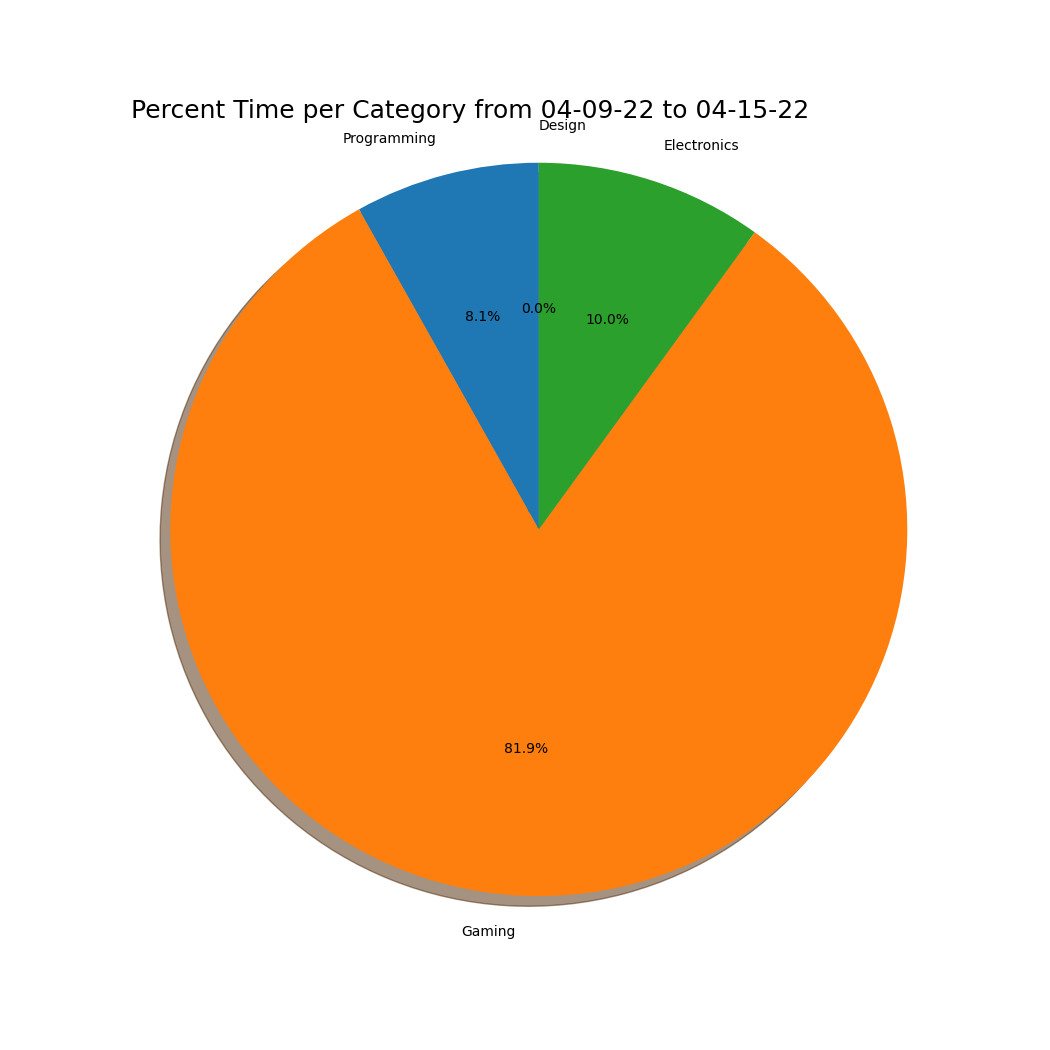 Percent Time per Category from 04-09-22 to 04-15-22
Design
Programming
Electronics
0.0%
8.1%
10.0%
81.9%
Gaming